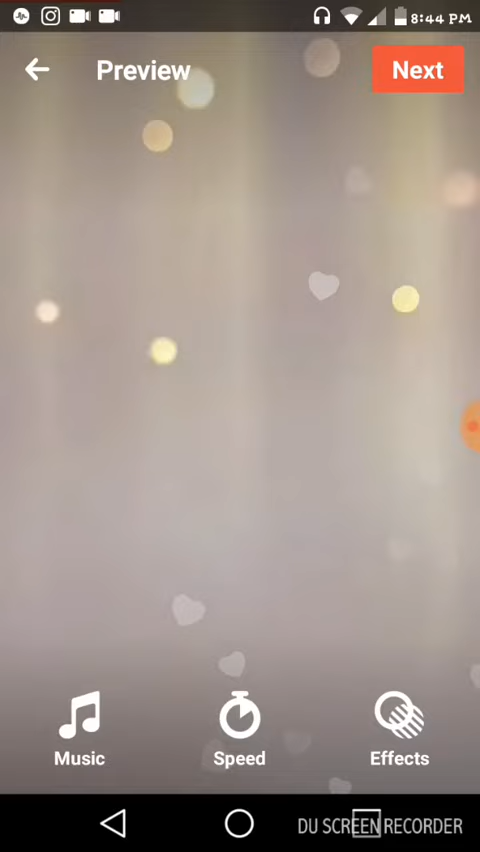 8:44 PM
Preview
Next
Music
Speed
Effects
DU SCREEN RECORDER